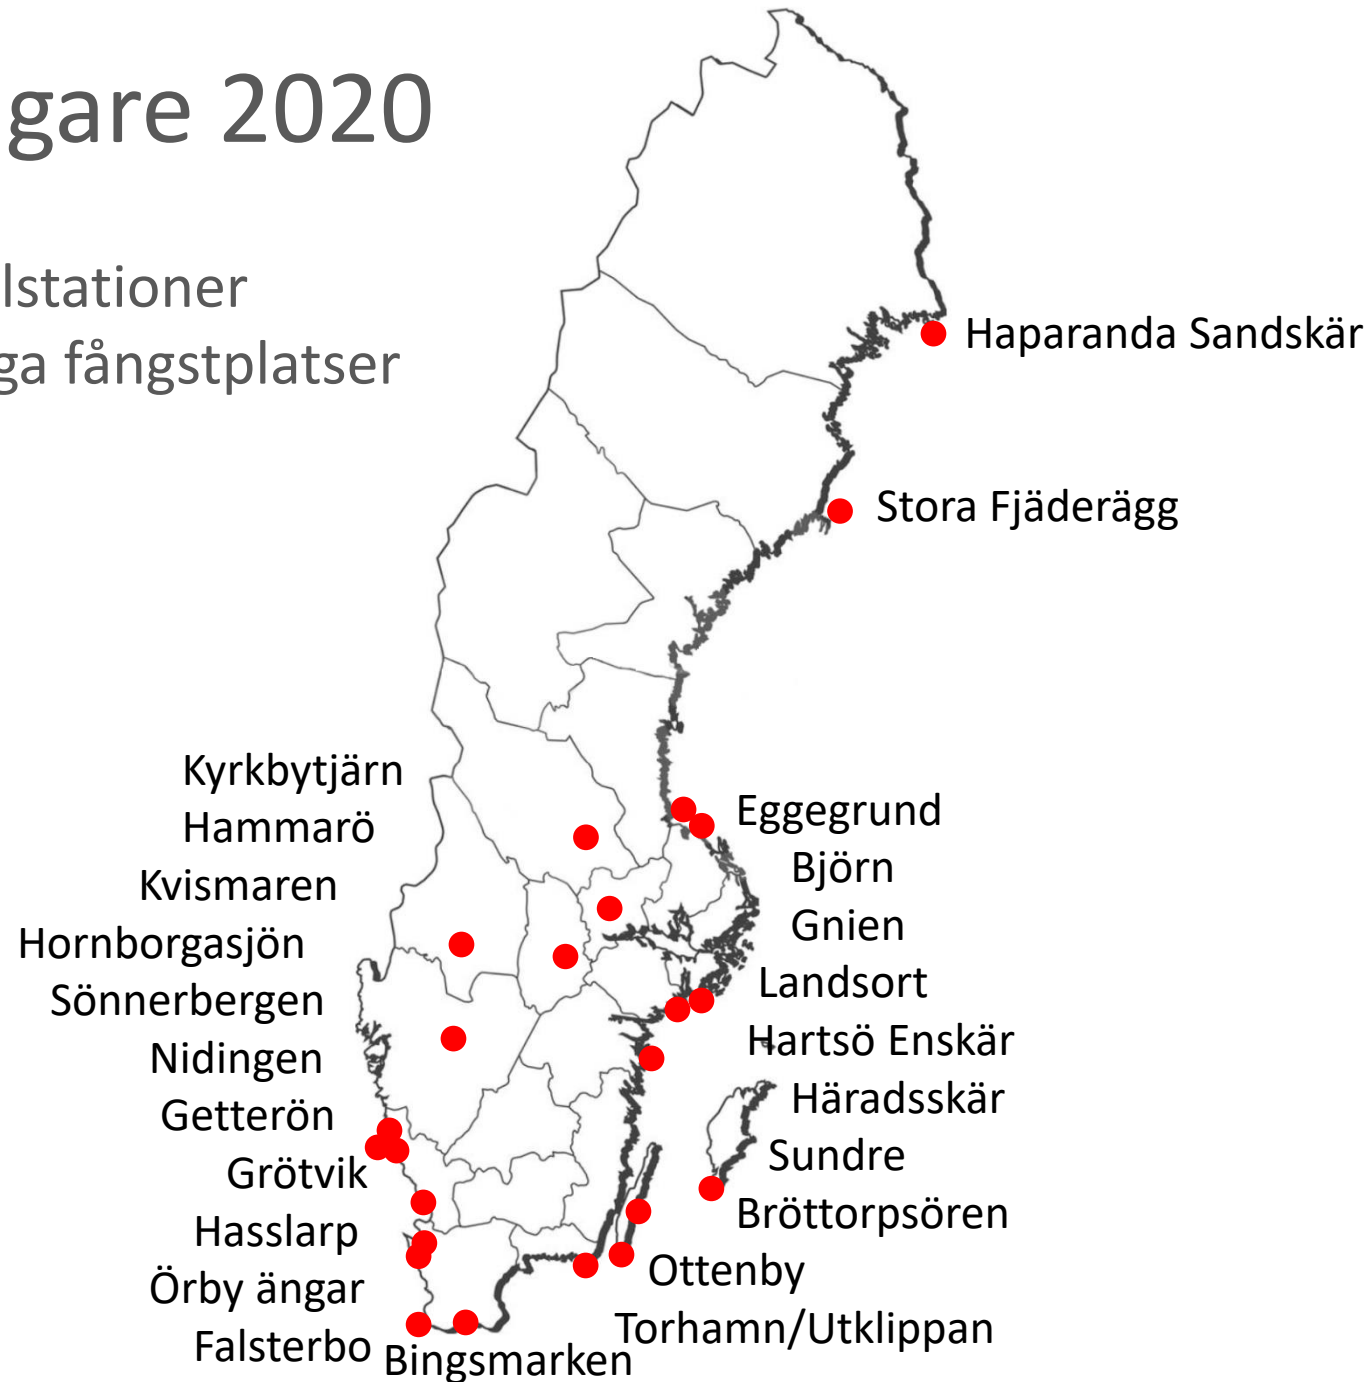 gare 2020
lstationer
ga fångstplatser
Haparanda Sandskär
Stora Fjäderägg
Kyrkbytjärn
Hammarö
Kvismaren
Hornborgasjön
Sönnerbergen
Nidingen
Getterön
Grötvik
Hasslarp
Örby ängar
Falsterbo
Bingsmarken
Eggegrund
Björn
Gnien
Landsort
Hartsö Enskär
Häradsskär
Sundre
Bröttorpsören
Ottenby
Torhamn/Utklippan